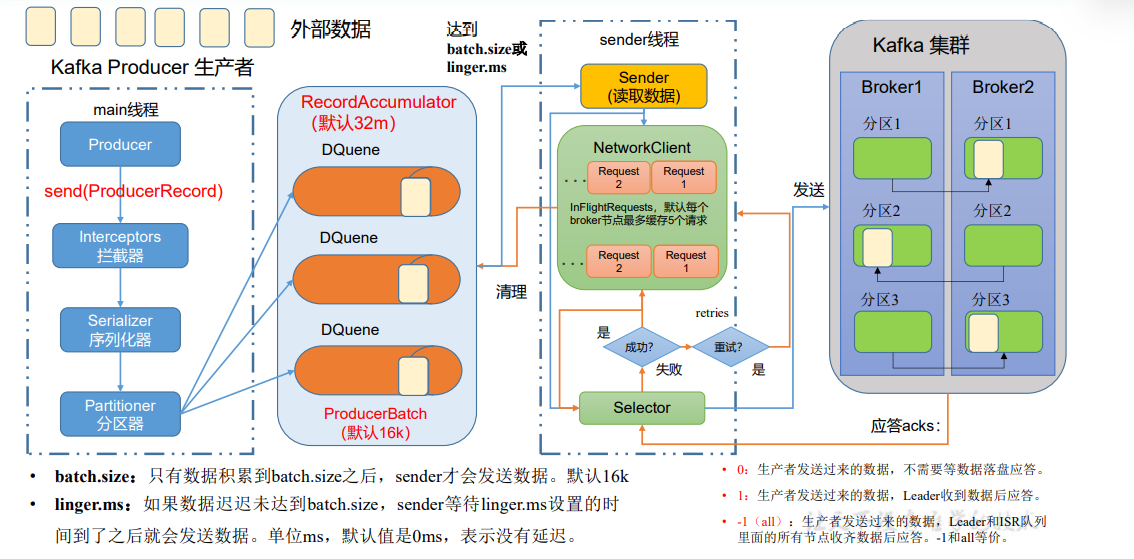 外部数据
Kafka Producer 生产者
main线程
Producer
send(ProducerRecord)
Interceptors
拦截器
Serializer
序列化器
Partitioner
分区器
RecordAccumulator
（默认32m）
DQuene
DQuene
DQuene
ProducerBatch
（默认16k）
达到
batch.size或
linger.ms
清理
sender线程
Sender
(读取数据)
NetworkClient
...
Request
2
Request
1
InFlightRequests，默认每个
broker节点最多缓存5个请求
...
Request
2
Request
1
是
成功?
失败
retries
重试?
是
Selector
发送
Kafka 集群
Broker1
Broker2
分区1
分区1
分区2
分区2
分区3
分区3
应答acks：
• batch.size：只有数据积累到batch.size之后，sender才会发送数据。默认16k
• linger.ms：如果数据迟迟未达到batch.size，sender等待linger.ms设置的时
间到了之后就会发送数据。单位ms，默认值是0ms，表示没有延迟。
• 0：生产者发送过来的数据，不需要等数据落盘应答。
• 1：生产者发送过来的数据，Leader收到数据后应答。
• -1（all）：生产者发送过来的数据，Leader和ISR队列
里面的所有节点收齐数据后应答。-1和all等价。